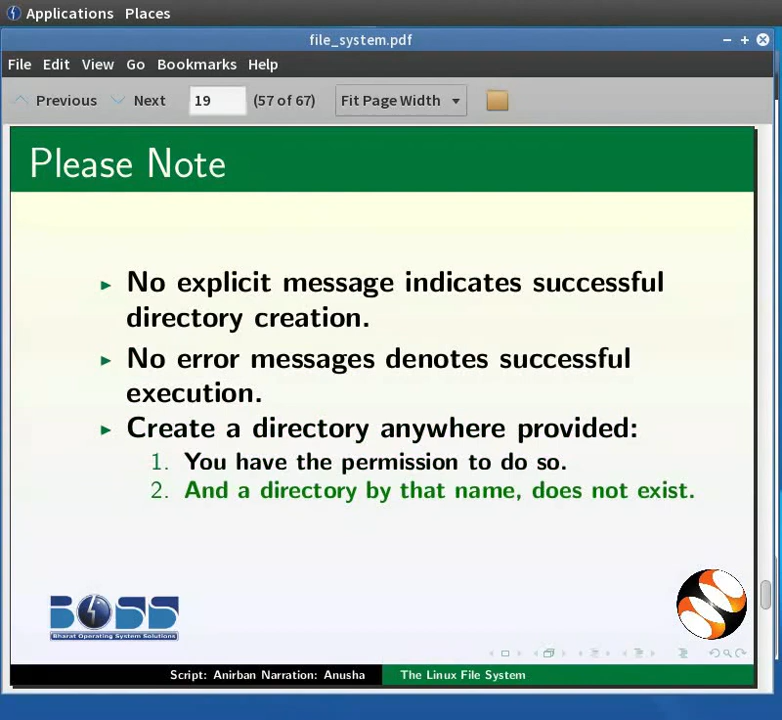 Applications Places
file_system.pdf
File Edit View Go Bookmarks Help
Previous Next 19 (57 of 67) Fit Page Width
Please Note
No explicit message indicates successful
directory creation.
No error messages denotes successful
execution.
Create a directory anywhere provided:
1. You have the permission to do so.
2. And a directory by that name, does not exist.
BOSS
Bharat Operating System Solutions
Script: Anirban Narration: Anusha The Linux File System